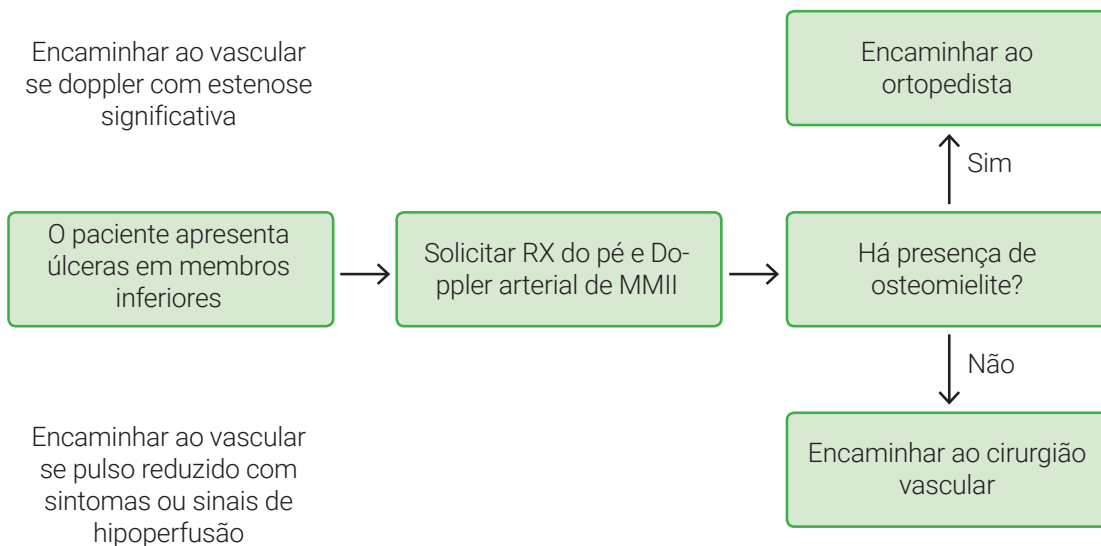 Encaminhar ao vascular
se doppler com estenose
significativa
Encaminhar ao
ortopedista
Sim
O paciente apresenta
úlceras em membros
inferiores
Solicitar RX do pé e Do-
ppler arterial de MMII
Há presença de
osteomielite?
Não
Encaminhar ao vascular
se pulso reduzido com
sintomas ou sinais de
hipoperfusão
Encaminhar ao cirurgião
vascular